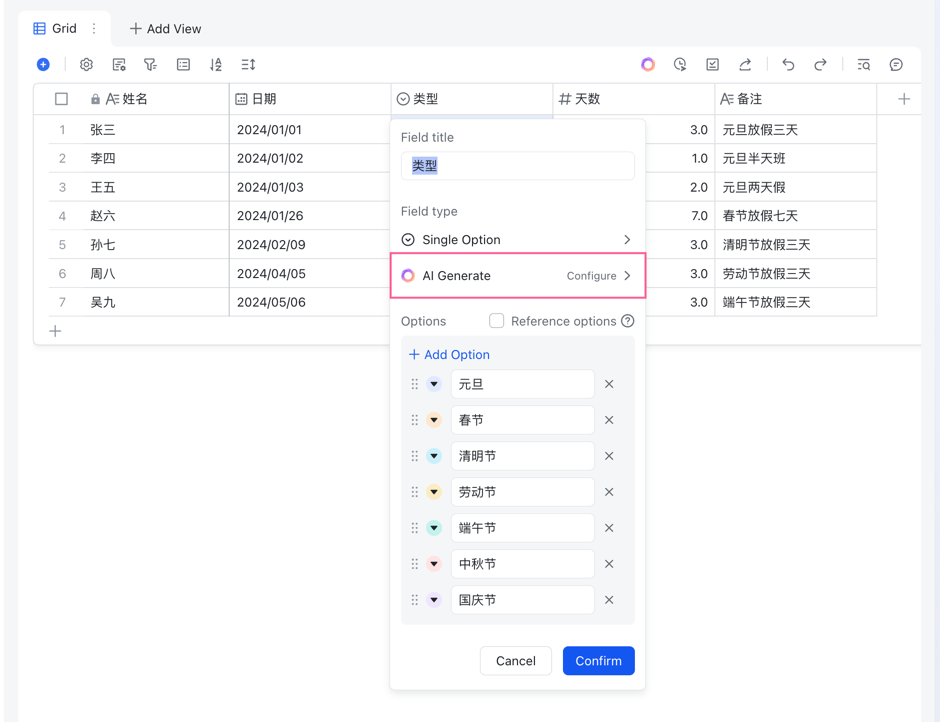 Grid
Add View
姓名 日期 类型 天数 备注
1 张三 2024/01/01 3.0 元旦放假三天
2 李四 2024/01/02 1.0 元旦半天班
3 王五 2024/01/03 2.0 元旦两天假
4 赵六 2024/01/26 7.0 春节放假七天
5 孙七 2024/02/09 3.0 清明节放假三天
6 周八 2024/04/05 3.0 劳动节放假三天
7 吴九 2024/05/06 3.0 端午节放假三天
Field title
类型
Field type
Single Option
AI Generate Configure
Options Reference options
Add Option
元旦
春节
清明节
劳动节
端午节
中秋节
国庆节
Cancel Confirm